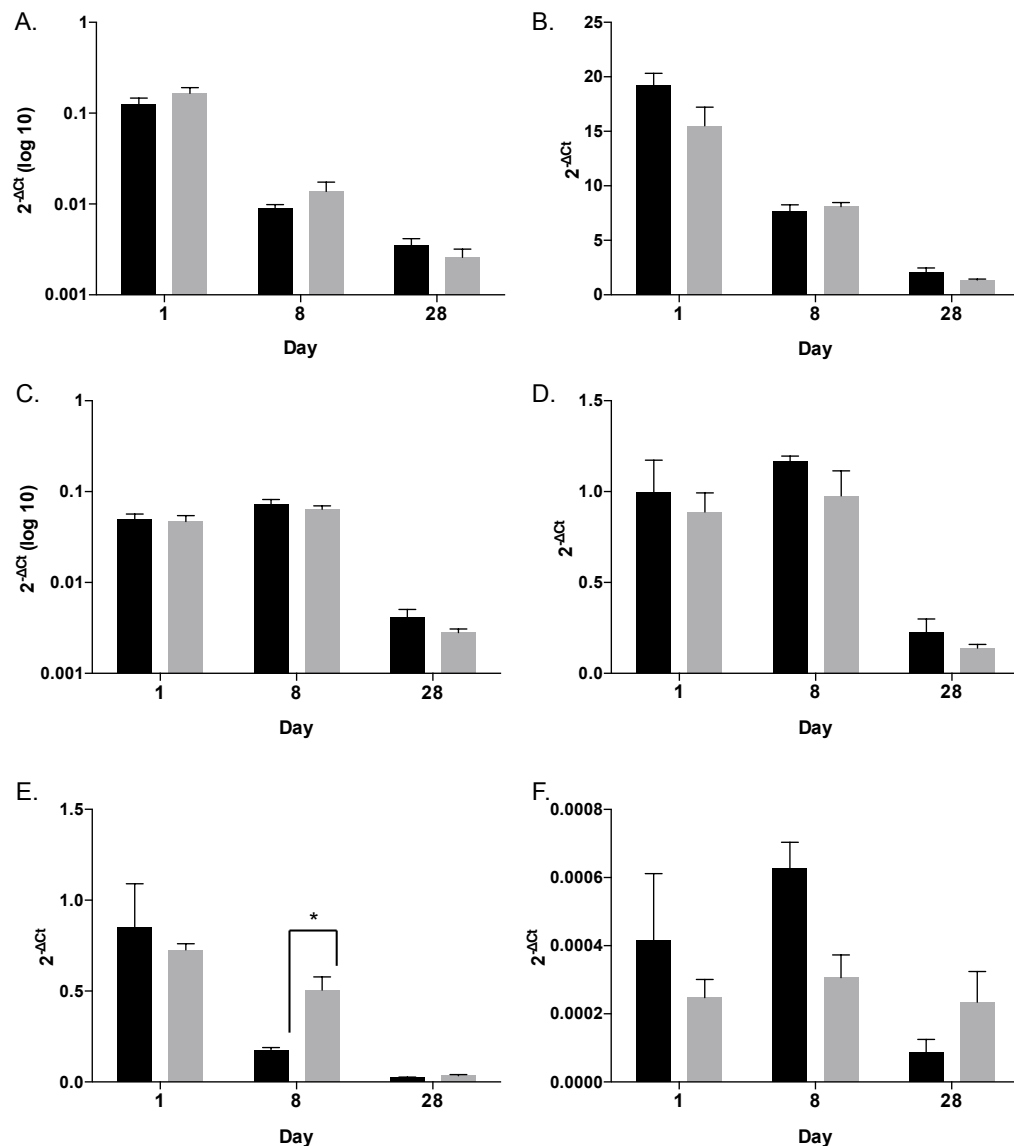 A.
2^-ΔCt (log 10)
1
0.1
0.01
0.001
1 8 28
Day
B.
2^-ΔCt
25
20
15
10
5
0
1 8 28
Day
C.
2^-ΔCt (log 10)
1
0.1
0.01
0.001
1 8 28
Day
D.
2^-ΔCt
1.5
1.0
0.5
0.0
1 8 28
Day
E.
2^-ΔCt
1.5
1.0
0.5
0.0
*
1 8 28
Day
F.
2^-ΔCt
0.0008
0.0006
0.0004
0.0002
0.0000
1 8 28
Day